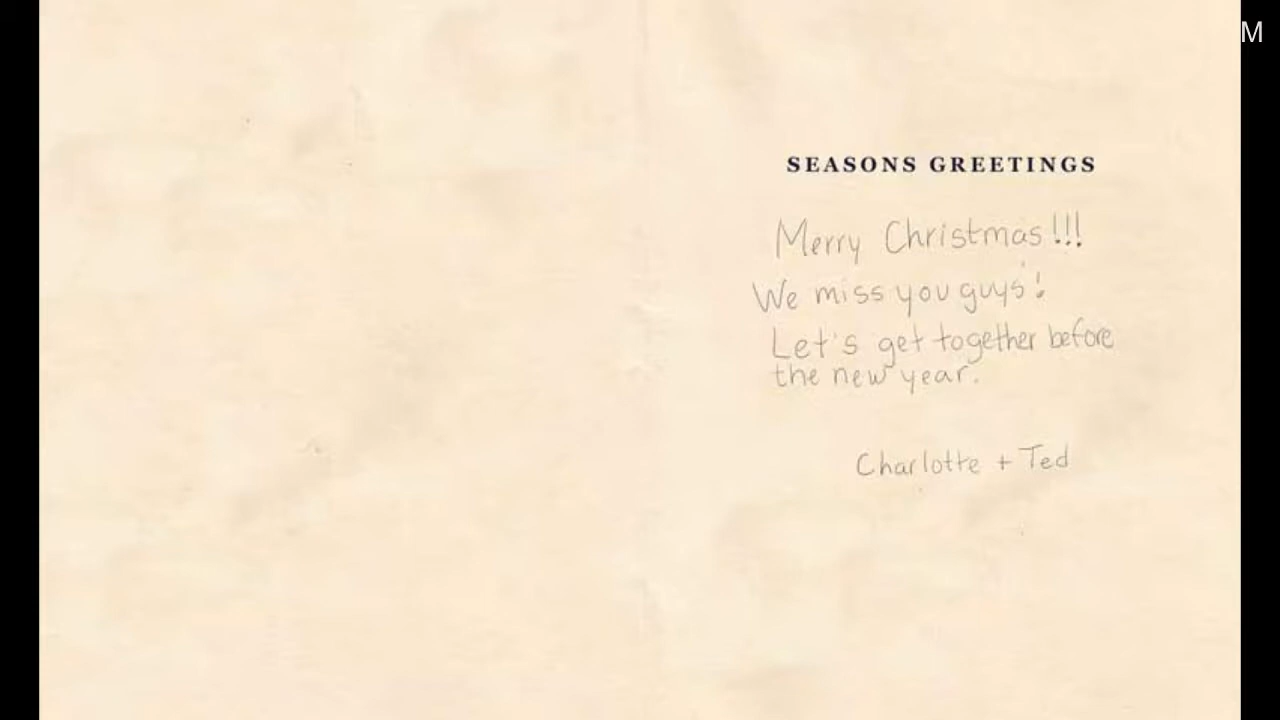 M
SEASONS GREETINGS
Merry Christmas!!!
We miss you guys!
Let's get together before
the new year.
Charlotte + Ted